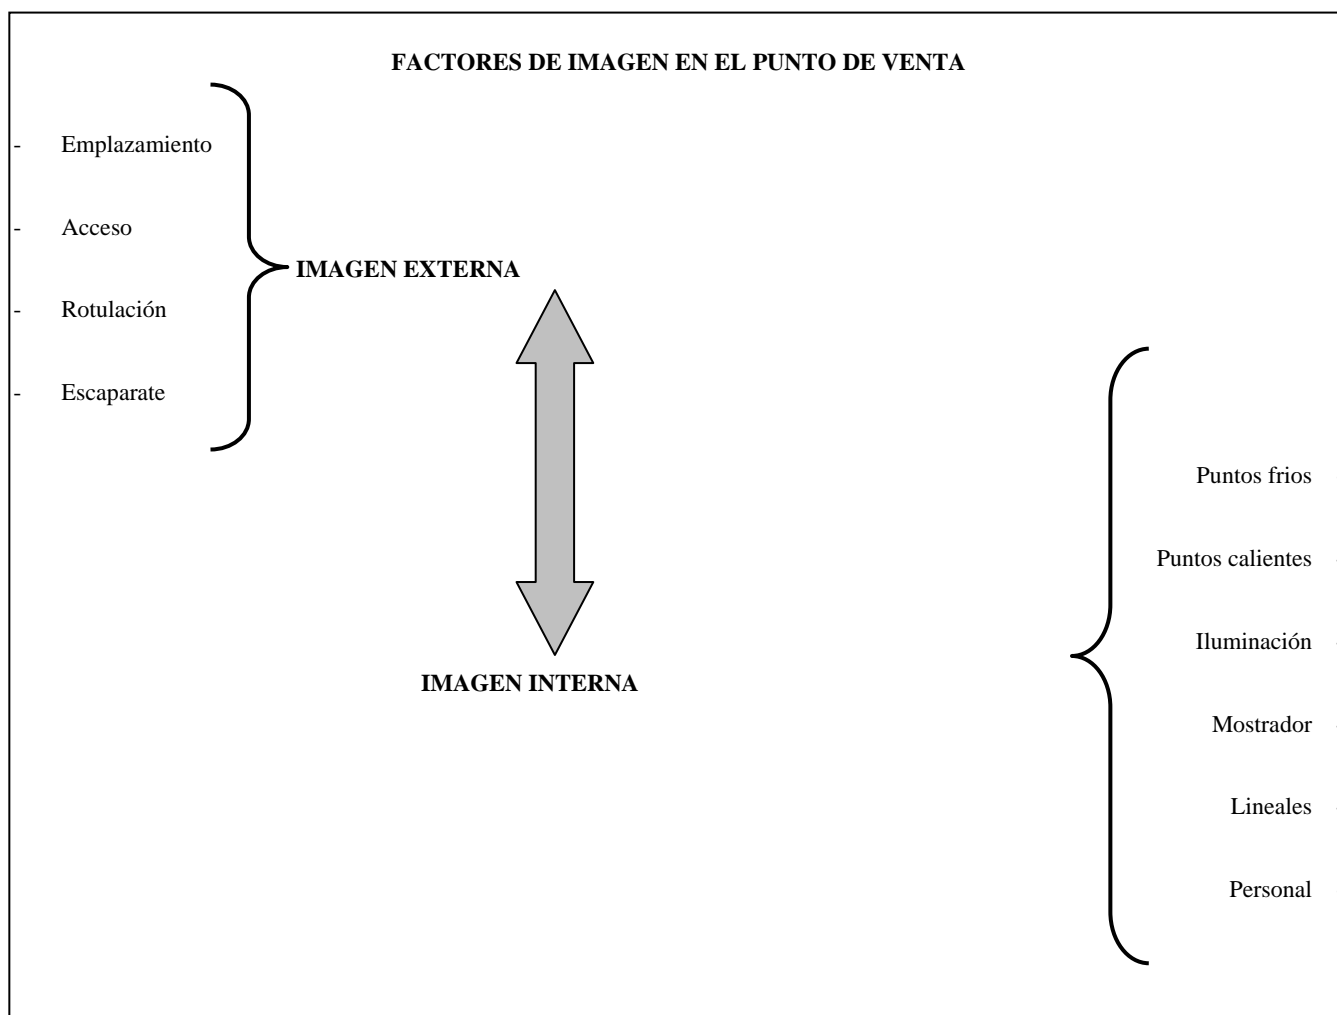 FACTORES DE IMAGEN EN EL PUNTO DE VENTA
- Emplazamiento
- Acceso
IMAGEN EXTERNA
- Rotulación
- Escaparate
Puntos frios
Puntos calientes -
Iluminación -
IMAGEN INTERNA
Mostrador -
Lineales -
Personal